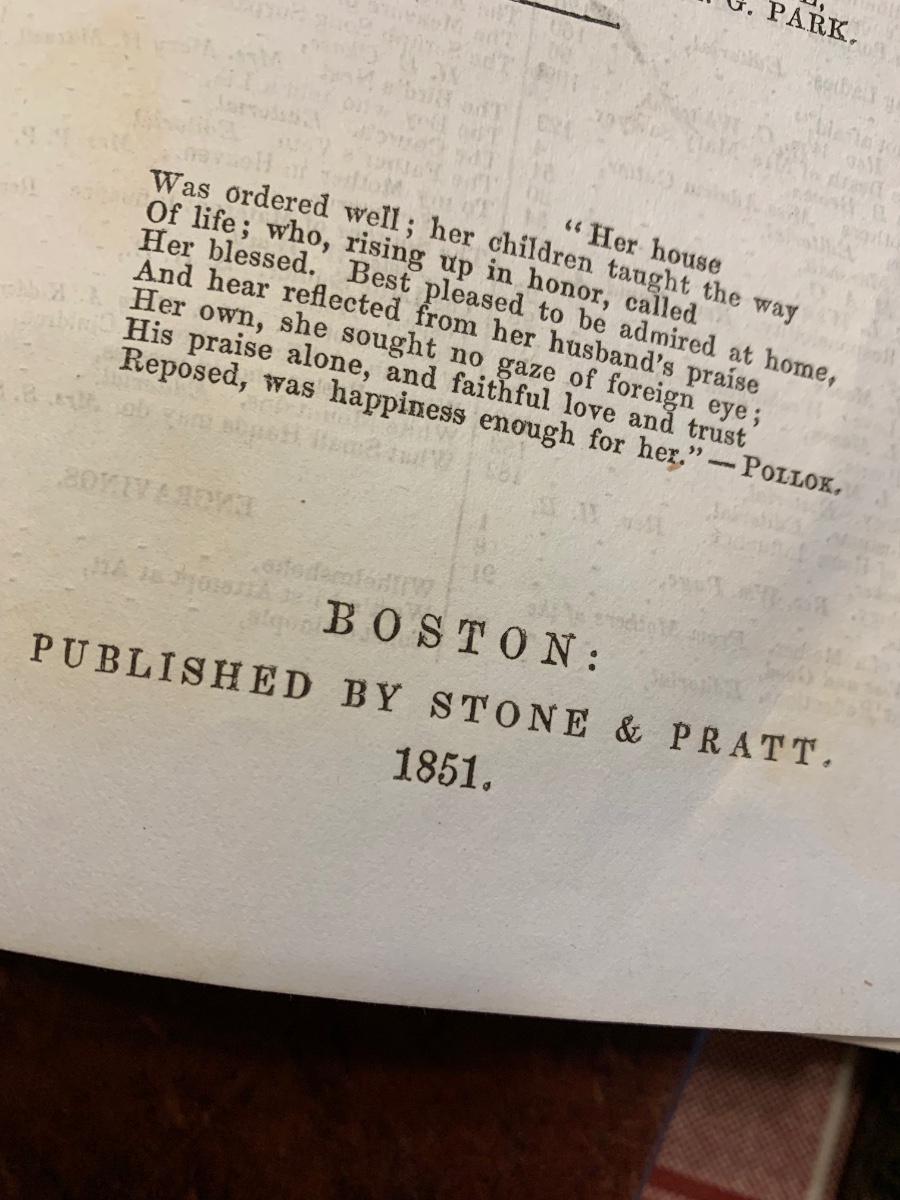 G. PARK.
"Her house
Was ordered well; her children taught the way
Of life; who, rising up in honor, called
Her blessed. Best pleased to be admired at home,
And hear reflected from her husband's praise
Her own, she sought no gaze of foreign eye;
His praise alone, and faithful love and trust
Reposed, was happiness enough for her."—POLLOK.
BOSTON:
PUBLISHED BY STONE & PRATT.
1851.